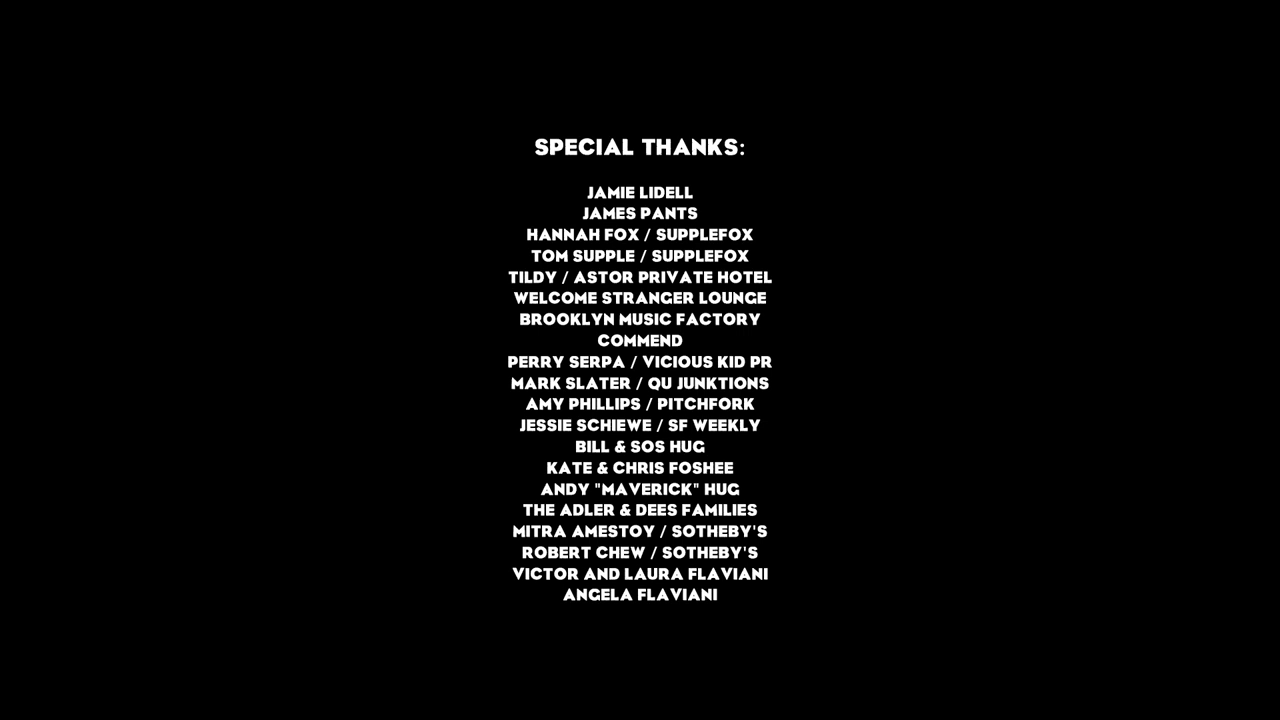 SPECIAL THANKS:
JAMIE LIDELL
JAMES PANTS
HANNAH FOX / SUPPLEFOX
TOM SUPPLE / SUPPLEFOX
TILDY / ASTOR PRIVATE HOTEL
WELCOME STRANGER LOUNGE
BROOKLYN MUSIC FACTORY
COMMEND
PERRY SERPA / VICIOUS KID PR
MARK SLATER / QU JUNKTIONS
AMY PHILLIPS / PITCHFORK
JESSIE SCHIEWE / SF WEEKLY
BILL & SOS HUG
KATE & CHRIS FOSHEE
ANDY "MAVERICK" HUG
THE ADLER & DEES FAMILIES
MITRA AMESTOY / SOTHEBY'S
ROBERT CHEW / SOTHEBY'S
VICTOR AND LAURA FLAVIANI
ANGELA FLAVIANI